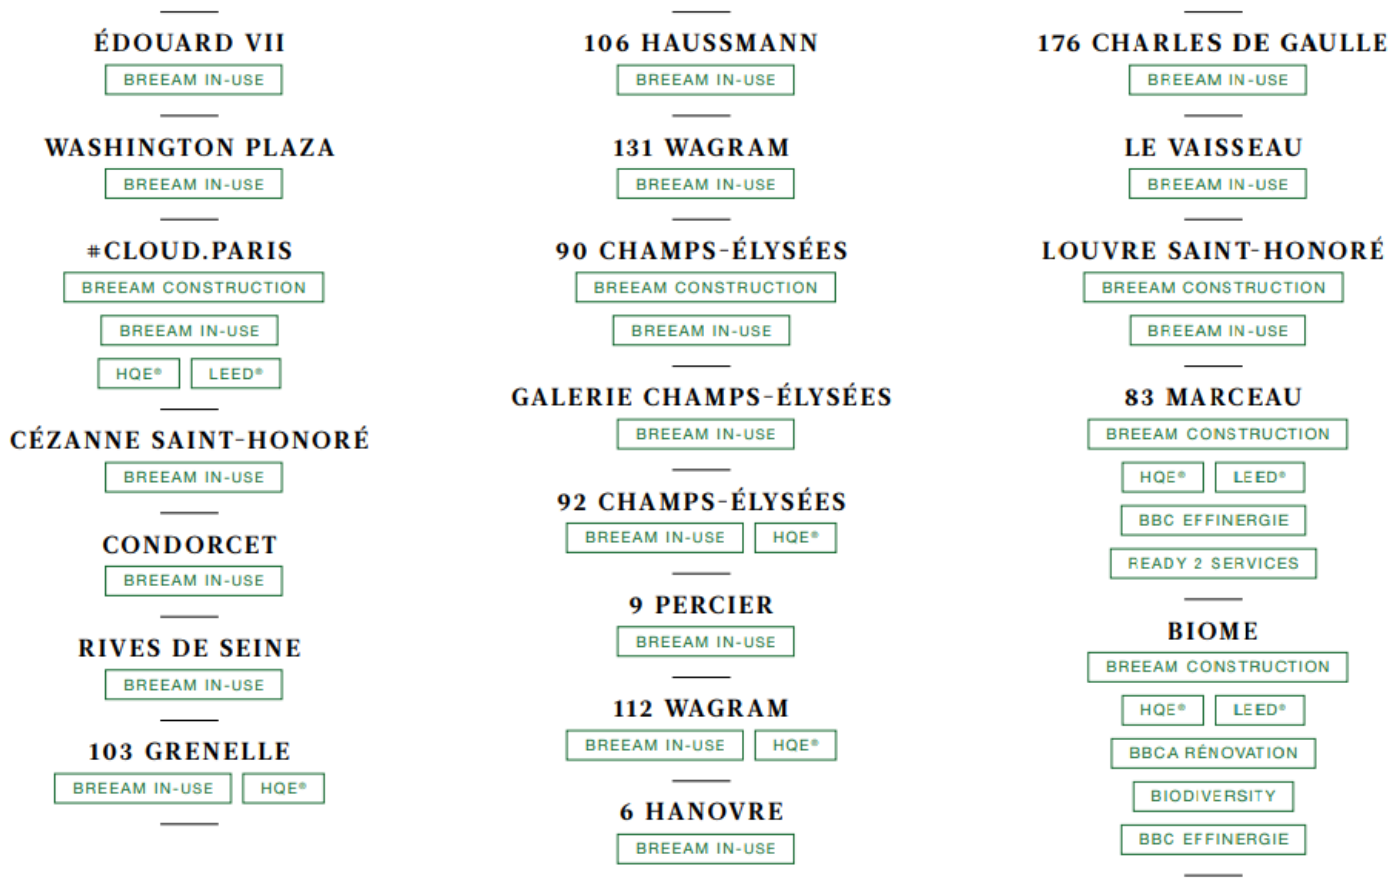 ÉDOUARD VII
BREEAM IN-USE
WASHINGTON PLAZA
BREEAM IN-USE
#CLOUD.PARIS
BREEAM CONSTRUCTION
BREEAM IN-USE
HQE® LEED®
CÉZANNE SAINT-HONORÉ
BREEAM IN-USE
CONDORCET
BREEAM IN-USE
RIVES DE SEINE
BREEAM IN-USE
103 GRENELLE
BREEAM IN-USE HQE®
106 HAUSSMANN
BREEAM IN-USE
131 WAGRAM
BREEAM IN-USE
90 CHAMPS-ÉLYSÉES
BREEAM CONSTRUCTION
BREEAM IN-USE
GALERIE CHAMPS-ÉLYSÉES
BREEAM IN-USE
92 CHAMPS-ÉLYSÉES
BREEAM IN-USE HQE®
9 PERCIER
BREEAM IN-USE
112 WAGRAM
BREEAM IN-USE HQE®
6 HANOVRE
BREEAM IN-USE
176 CHARLES DE GAULLE
BREEAM IN-USE
LE VAISSEAU
BREEAM IN-USE
LOUVRE SAINT-HONORÉ
BREEAM CONSTRUCTION
BREEAM IN-USE
83 MARCEAU
BREEAM CONSTRUCTION
HQE® LEED®
BBC EFFINERGIE
READY 2 SERVICES
BIOME
BREEAM CONSTRUCTION
HQE® LEED®
BBCA RÉNOVATION
BIODIVERSITY
BBC EFFINERGIE